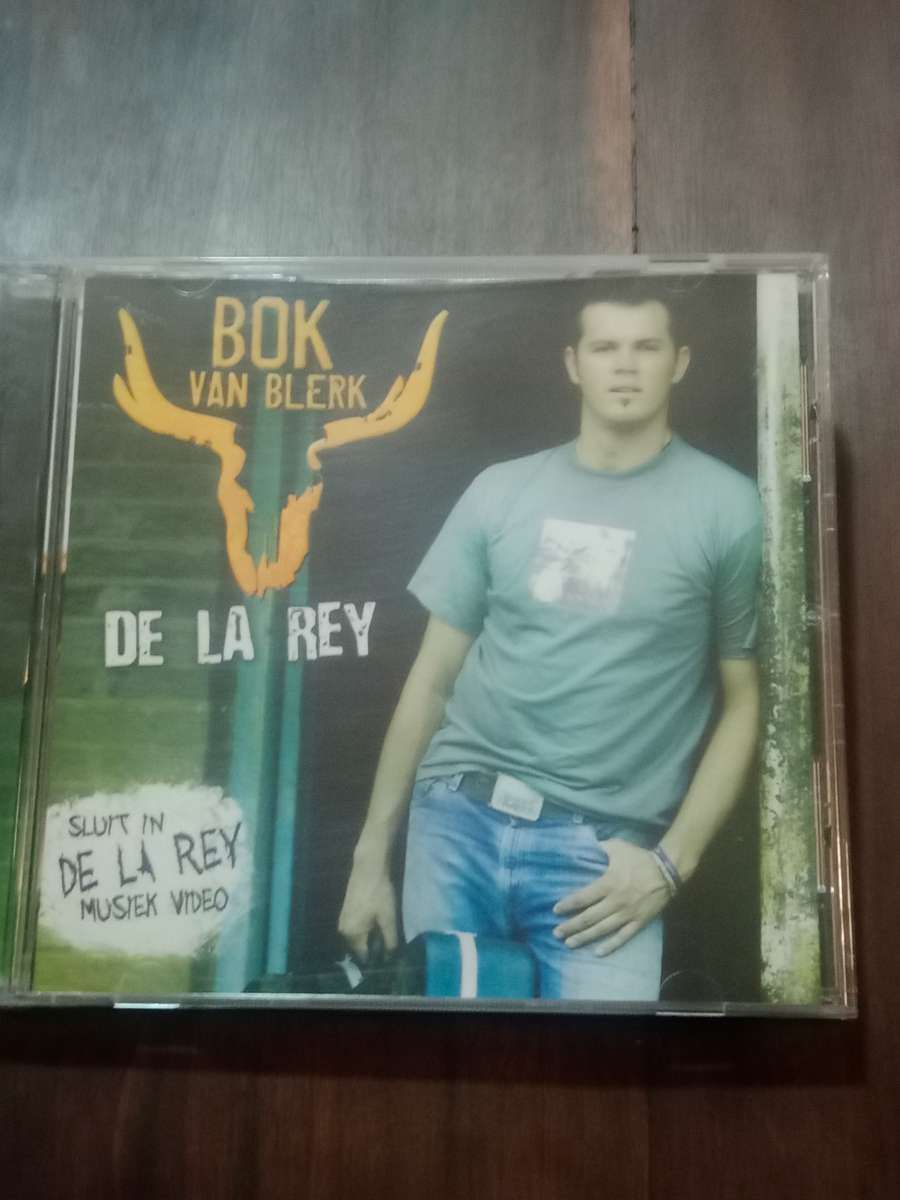 BOK
VAN BLERK
DE LA REY
SLUIT IN
DE LA REY
MUSIEK VIDEO